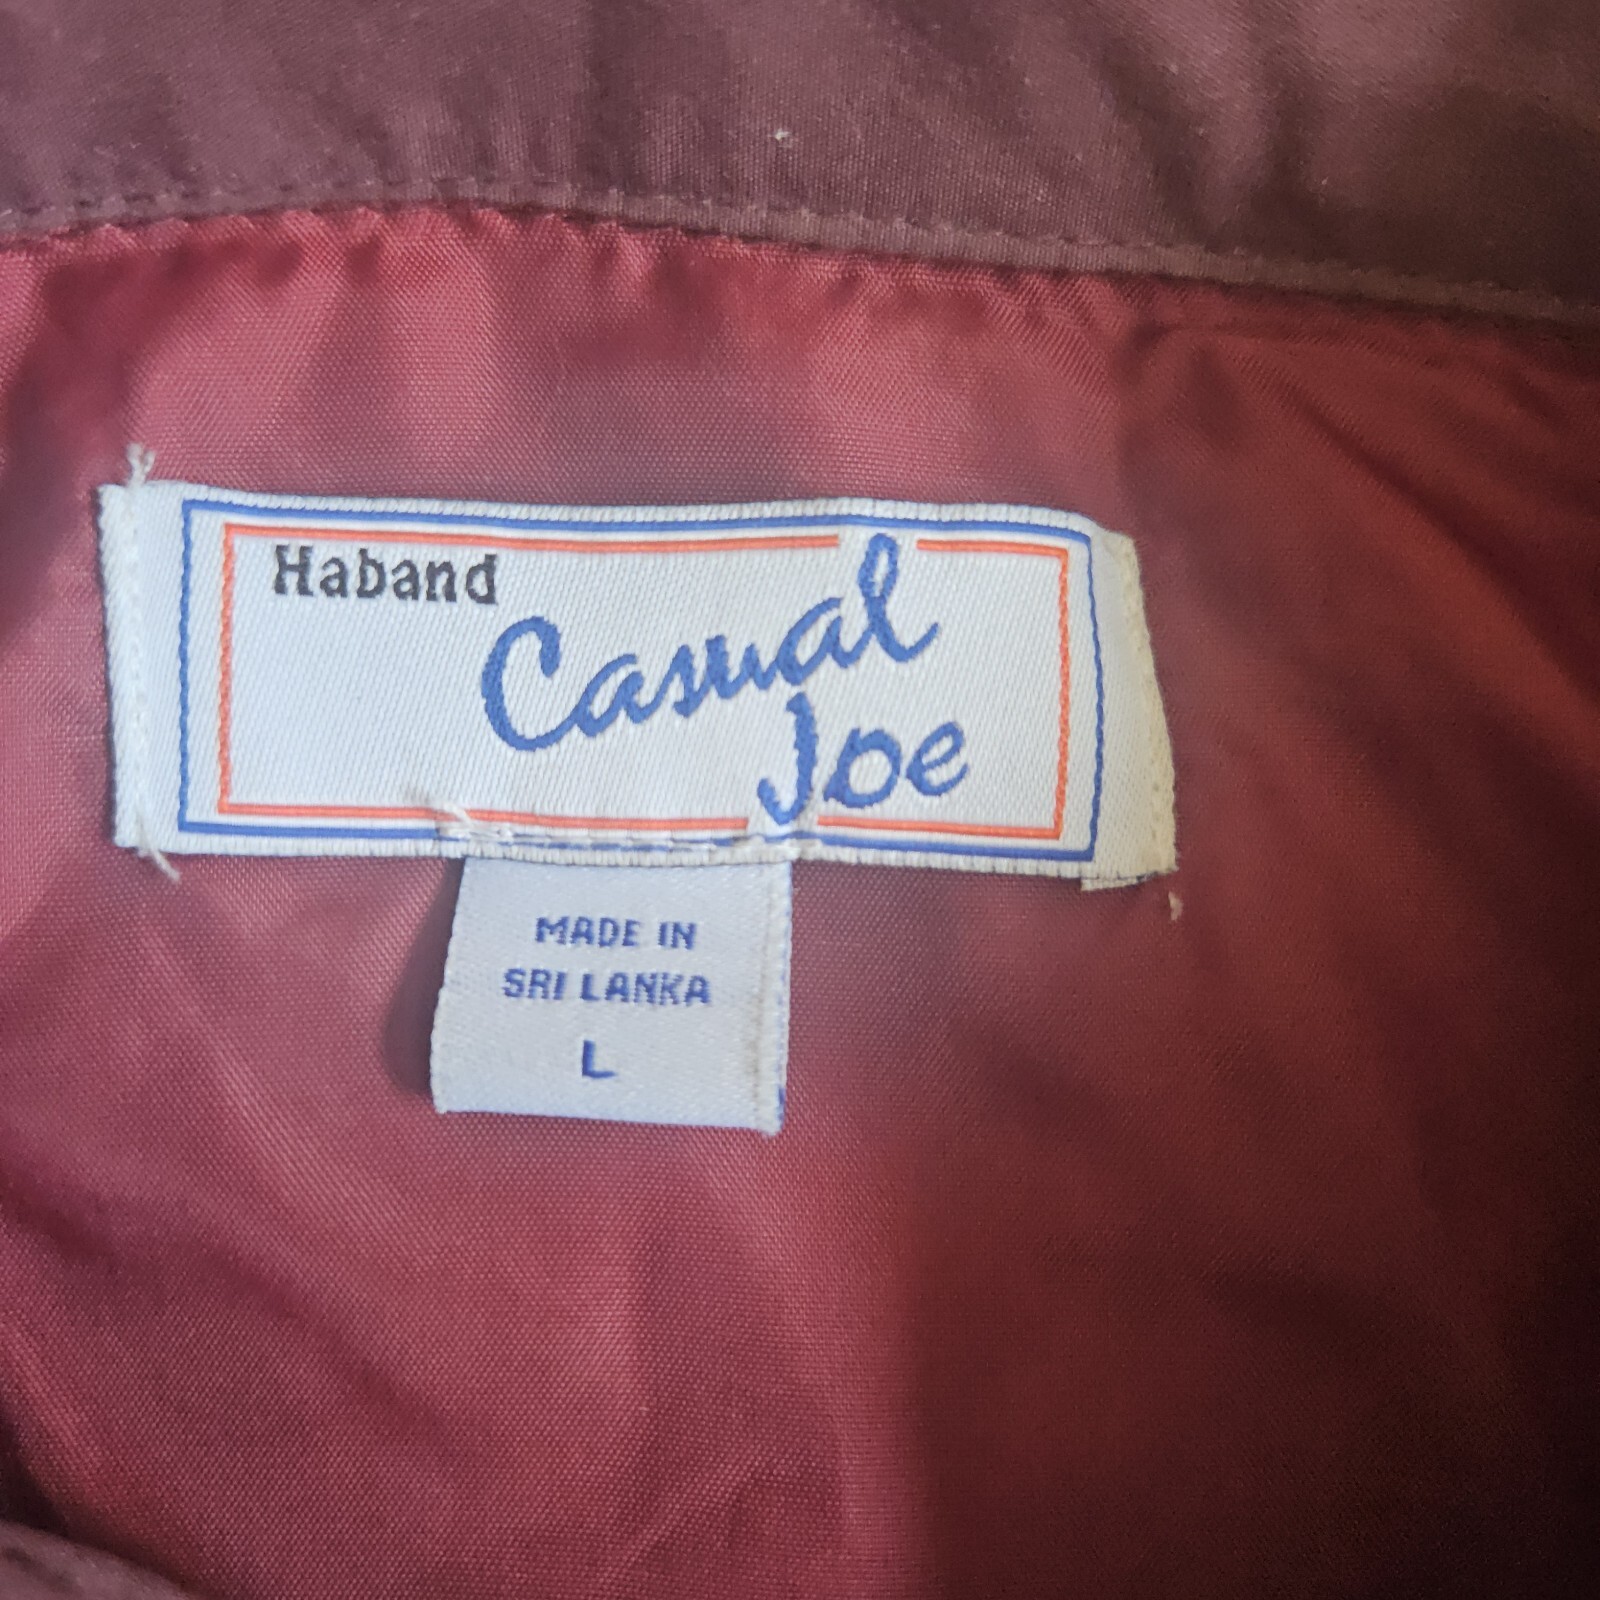 Haband
Casual
Joe
MADE IN
SRI LANKA
L